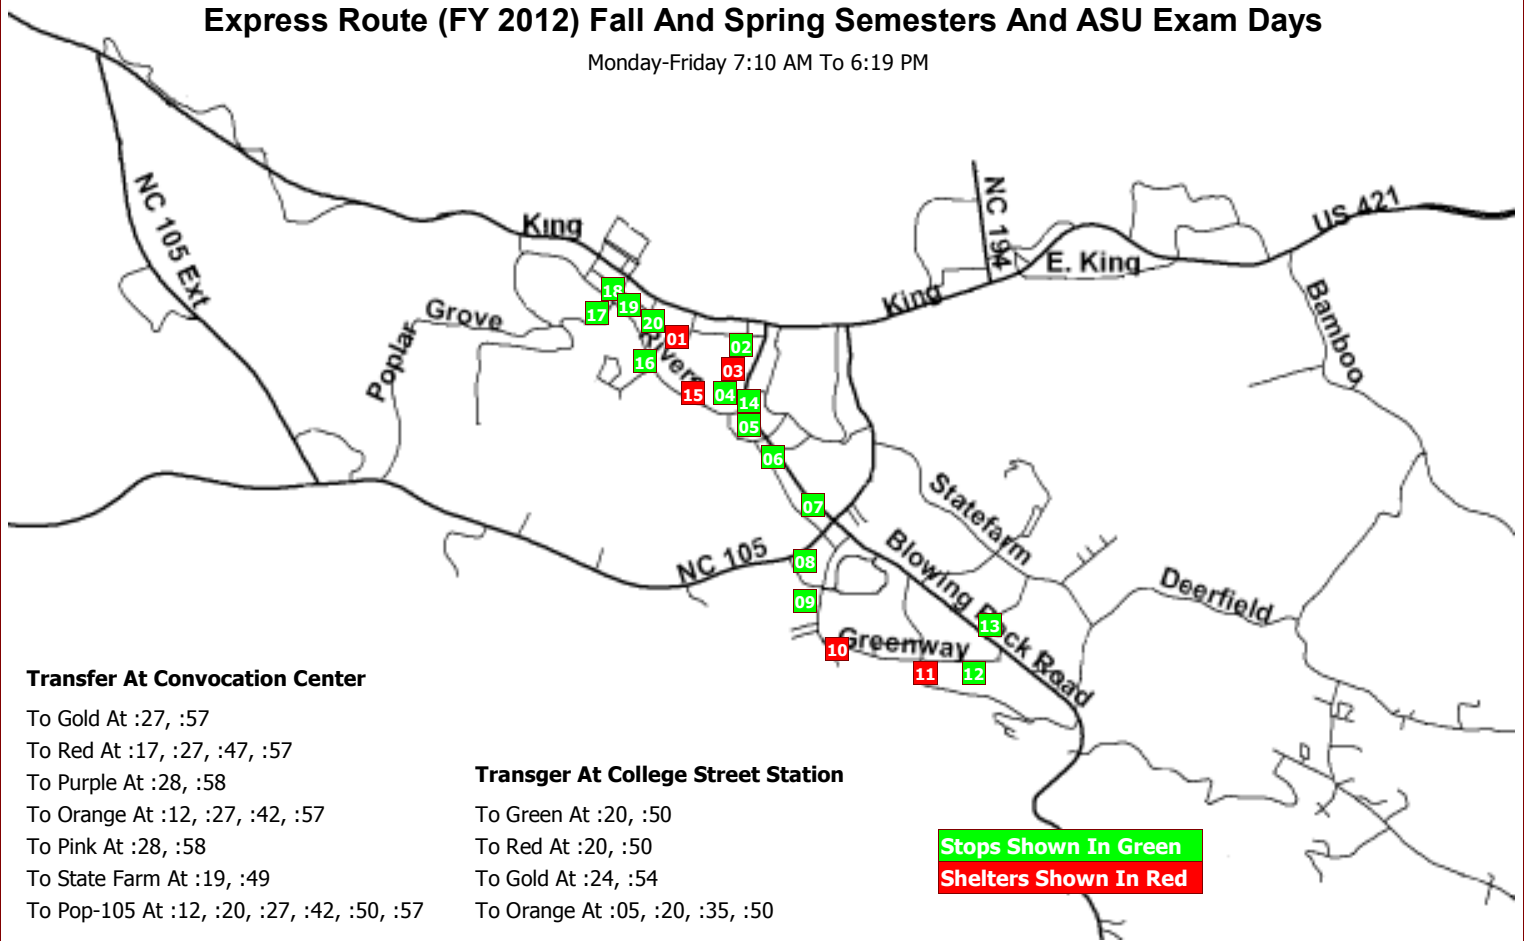 Express Route (FY 2012) Fall And Spring Semesters And ASU Exam Days
Monday-Friday 7:10 AM To 6:19 PM
NC 105 Ext
King
NC 194
US 421
E. King
King
Bamboo
Grove
Poplar
Rivers
18
19
17
20
01
02
16
03
15
04
14
05
06
07
Statefarm
NC 105
08
Blowing Rock Road
Deerfield
09
13
10
Greenway
11
12
Transfer At Convocation Center
To Gold At :27, :57
To Red At :17, :27, :47, :57
To Purple At :28, :58
To Orange At :12, :27, :42, :57
To Pink At :28, :58
To State Farm At :19, :49
To Pop-105 At :12, :20, :27, :42, :50, :57
Transger At College Street Station
To Green At :20, :50
To Red At :20, :50
To Gold At :24, :54
To Orange At :05, :20, :35, :50
Stops Shown In Green
Shelters Shown In Red